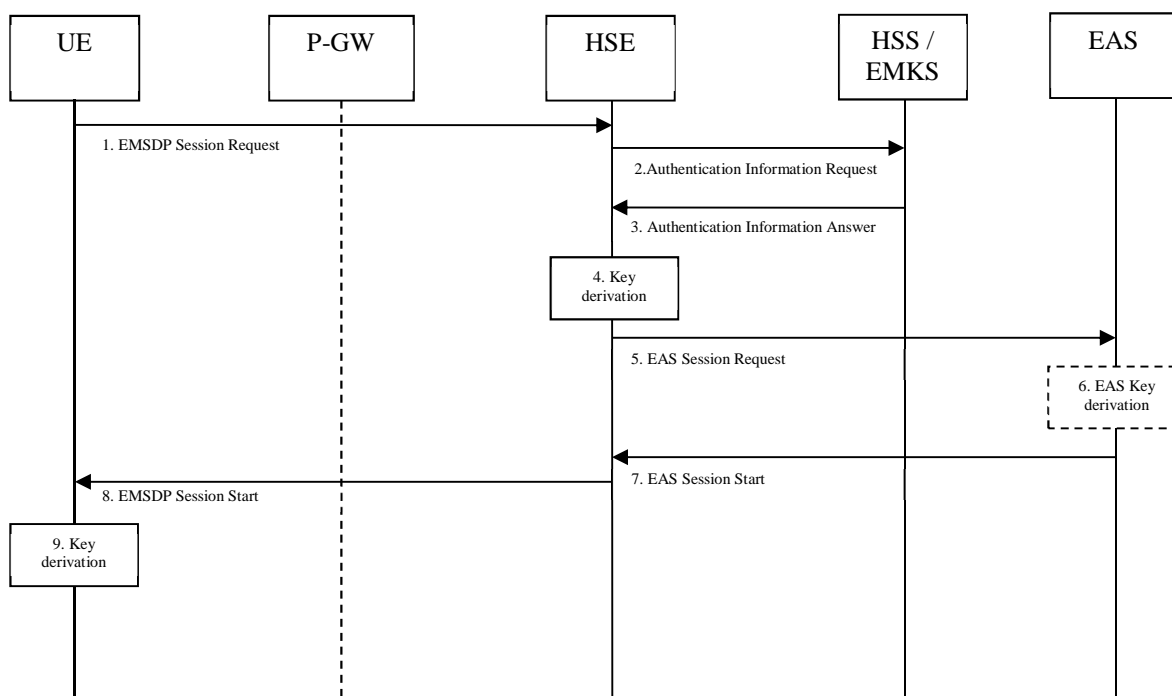 UE
P-GW
HSE
HSS /
EMKS
EAS
1. EMSDP Session Request
2.Authentication Information Request
3. Authentication Information Answer
4. Key
derivation
5. EAS Session Request
6. EAS Key
derivation
7. EAS Session Start
8. EMSDP Session Start
9. Key
derivation